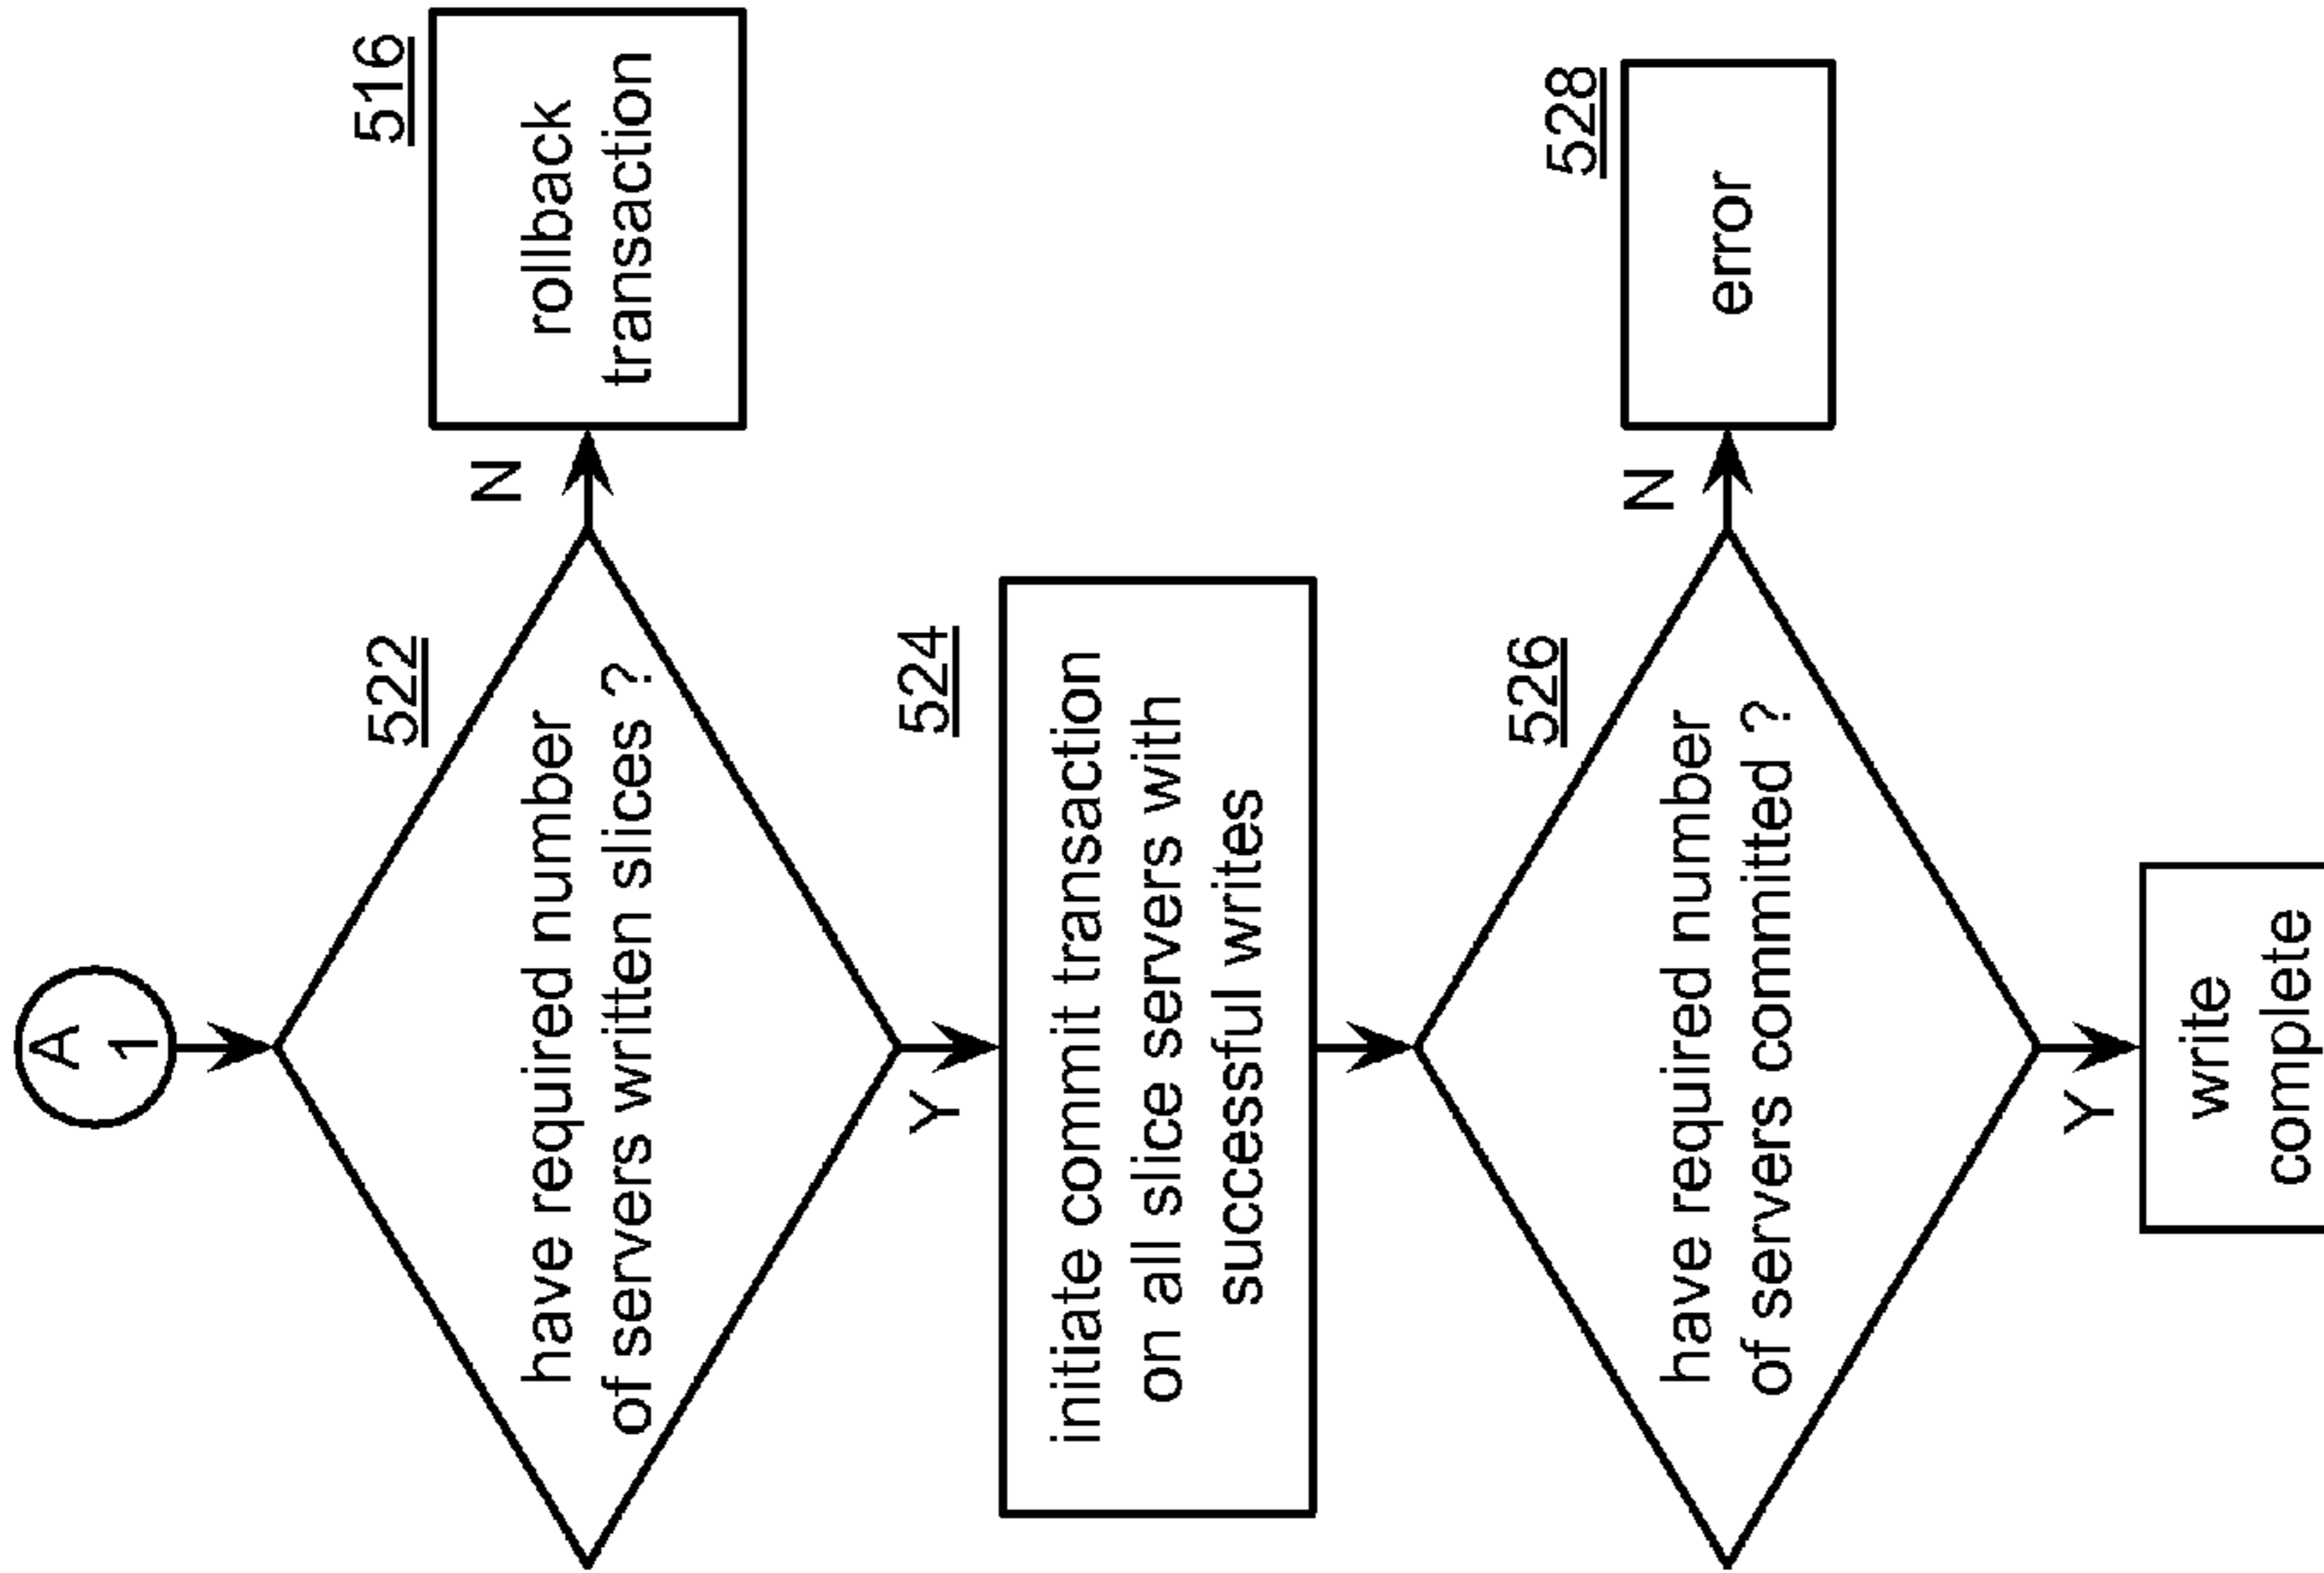 A
1
522
have required number
of servers written slices ?
N
516
rollback
transaction
Y
524
initiate commit transaction
on all slice servers with
successful writes
526
have required number
of servers committed ?
N
528
error
Y
write
complete